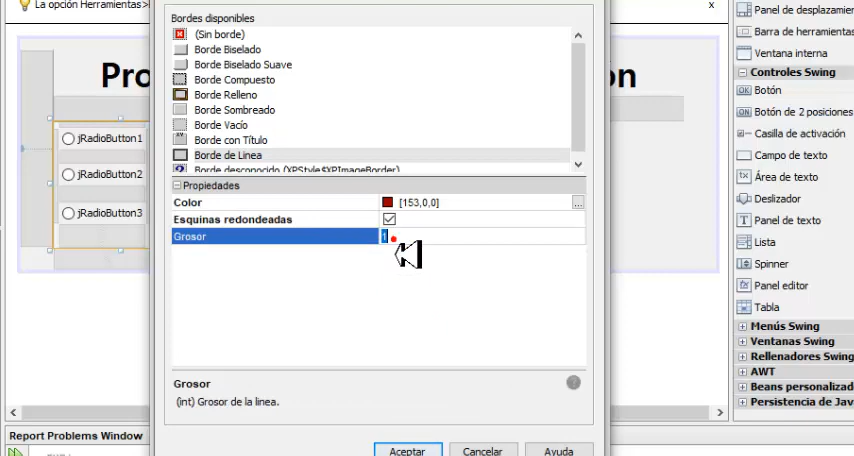 La opción Herramientas>
x
Bordes disponibles
(Sin borde)
Borde Biselado
Borde Biselado Suave
Borde Compuesto
Borde Relleno
Borde Sombreado
Borde Vacío
Borde con Título
Borde de Linea
Borde desconocido (XPStyle$XPImageBorder)
Pro
ón
jRadioButton1
jRadioButton2
jRadioButton3
Propiedades
Color [153,0,0] ...
Esquinas redondeadas
Grosor 1
Grosor
(int) Grosor de la linea.
Aceptar Cancelar Ayuda
Report Problems Window
Panel de desplazamien
Barra de herramientas
Ventana interna
Controles Swing
OK Botón
ON Botón de 2 posiciones
Casilla de activación
Campo de texto
Área de texto
Deslizador
T Panel de texto
Lista
Spinner
Panel editor
Tabla
Menús Swing
Ventanas Swing
Rellenadores Swing
AWT
Beans personalizad
Persistencia de Jav